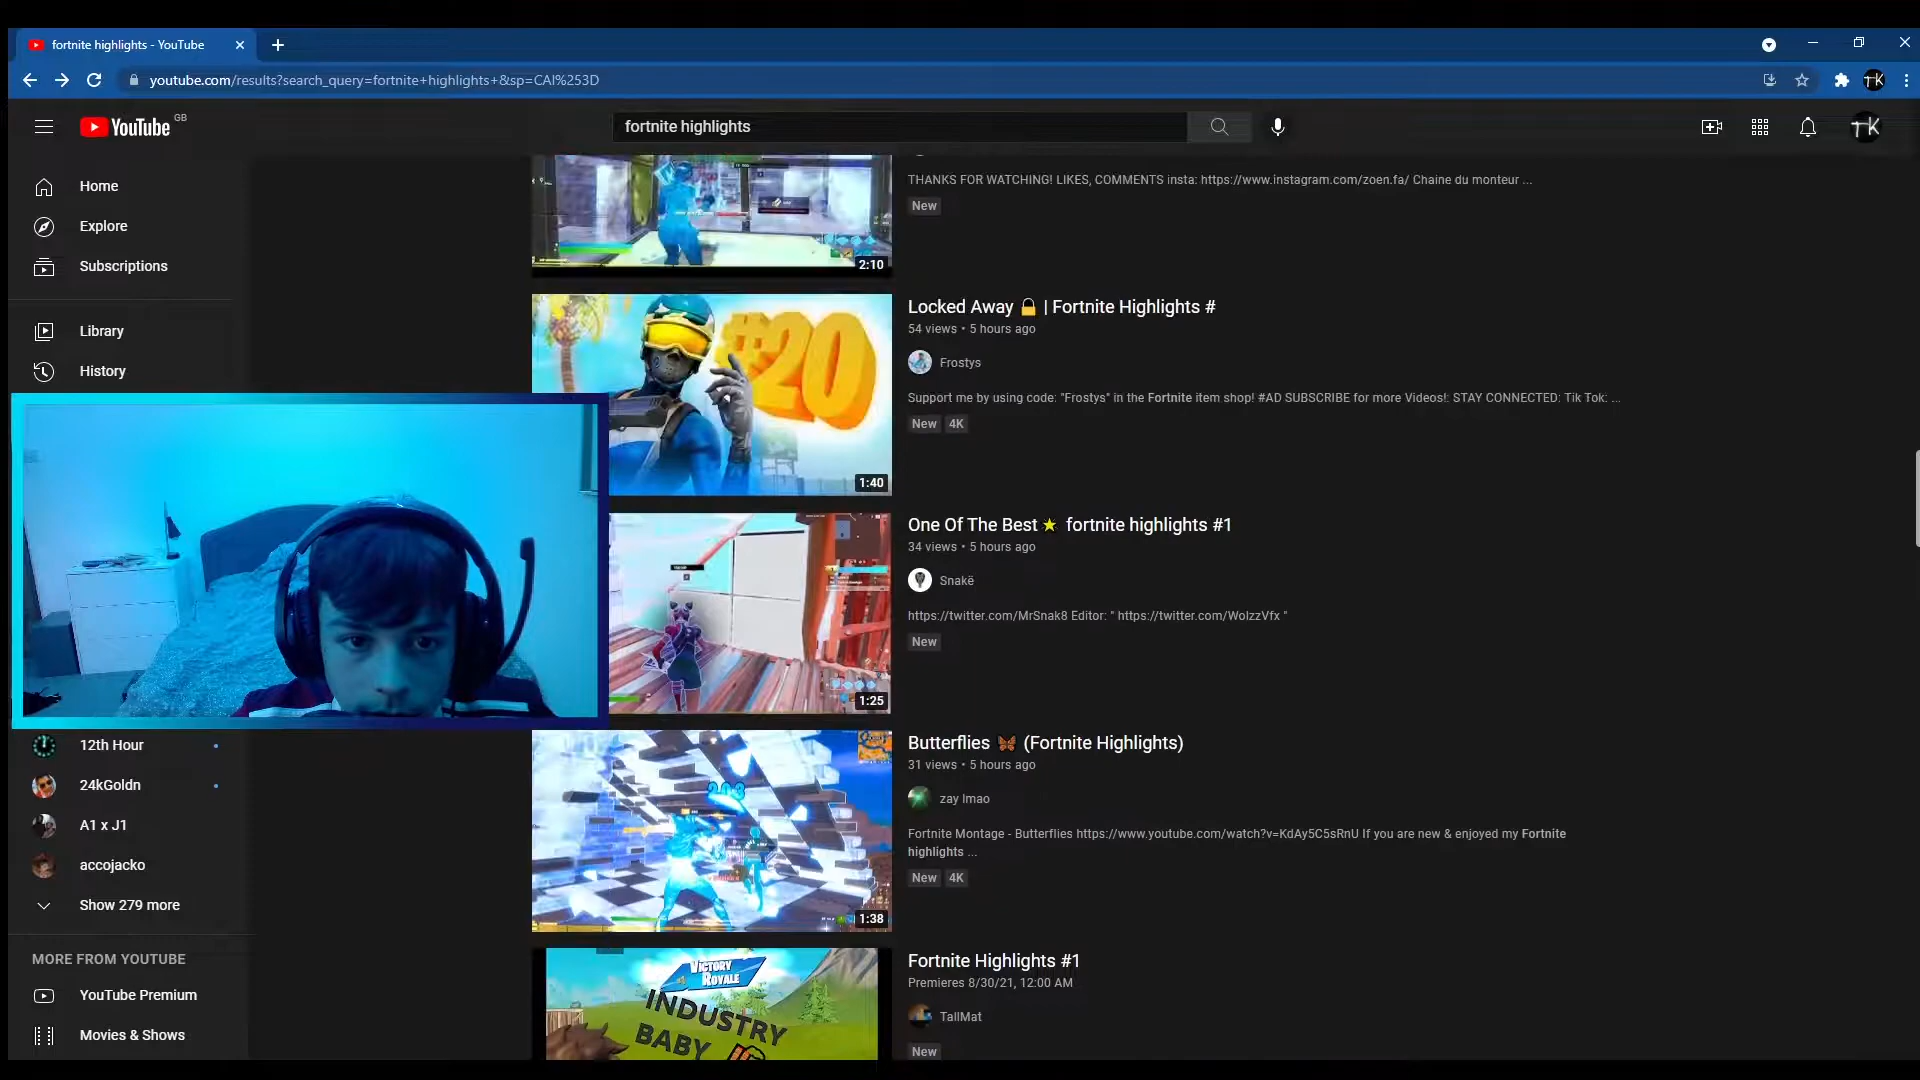 fortnite highlights - YouTube
youtube.com/results?search_query=fortnite+highlights+&sp=CAI%253D
TK
YouTube GB
fortnite highlights
TK
Home
Explore
Subscriptions
Library
History
12th Hour
24kGoldn
A1 x J1
accojacko
Show 279 more
MORE FROM YOUTUBE
YouTube Premium
Movies & Shows
2:10
THANKS FOR WATCHING! LIKES, COMMENTS insta: https://www.instagram.com/zoen.fa/ Chaine du monteur ...
New
#20
1:40
Locked Away 🔒 | Fortnite Highlights #
54 views • 5 hours ago
Frostys
Support me by using code: "Frostys" in the Fortnite item shop! #AD SUBSCRIBE for more Videos!: STAY CONNECTED: Tik Tok: ...
New 4K
1:25
One Of The Best ⭐ fortnite highlights #1
34 views • 5 hours ago
Snakë
https://twitter.com/MrSnak8 Editor: " https://twitter.com/WolzzVfx "
New
203
1:38
Butterflies 🦋 (Fortnite Highlights)
31 views • 5 hours ago
zay lmao
Fortnite Montage - Butterflies https://www.youtube.com/watch?v=KdAy5C5sRnU If you are new & enjoyed my Fortnite
highlights ...
New 4K
VICTORY
ROYALE
INDUSTRY
BABY
Fortnite Highlights #1
Premieres 8/30/21, 12:00 AM
TallMat
New